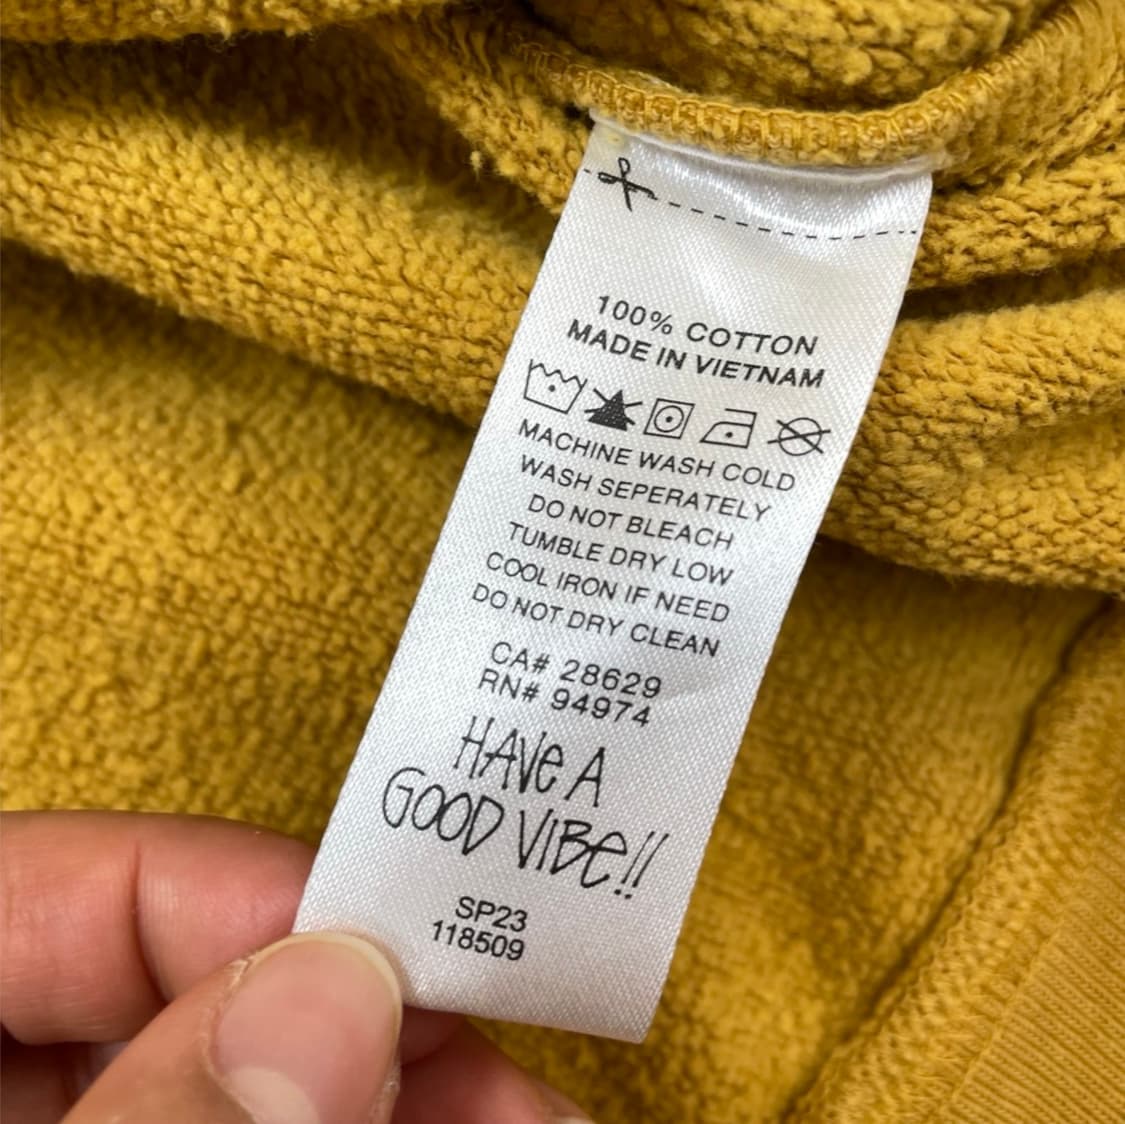 100% COTTON
MADE IN VIETNAM
MACHINE WASH COLD
WASH SEPERATELY
DO NOT BLEACH
TUMBLE DRY LOW
COOL IRON IF NEED
DO NOT DRY CLEAN
CA# 28629
RN# 94974
HAVe A
GOOD VIBe!!
SP23
118509